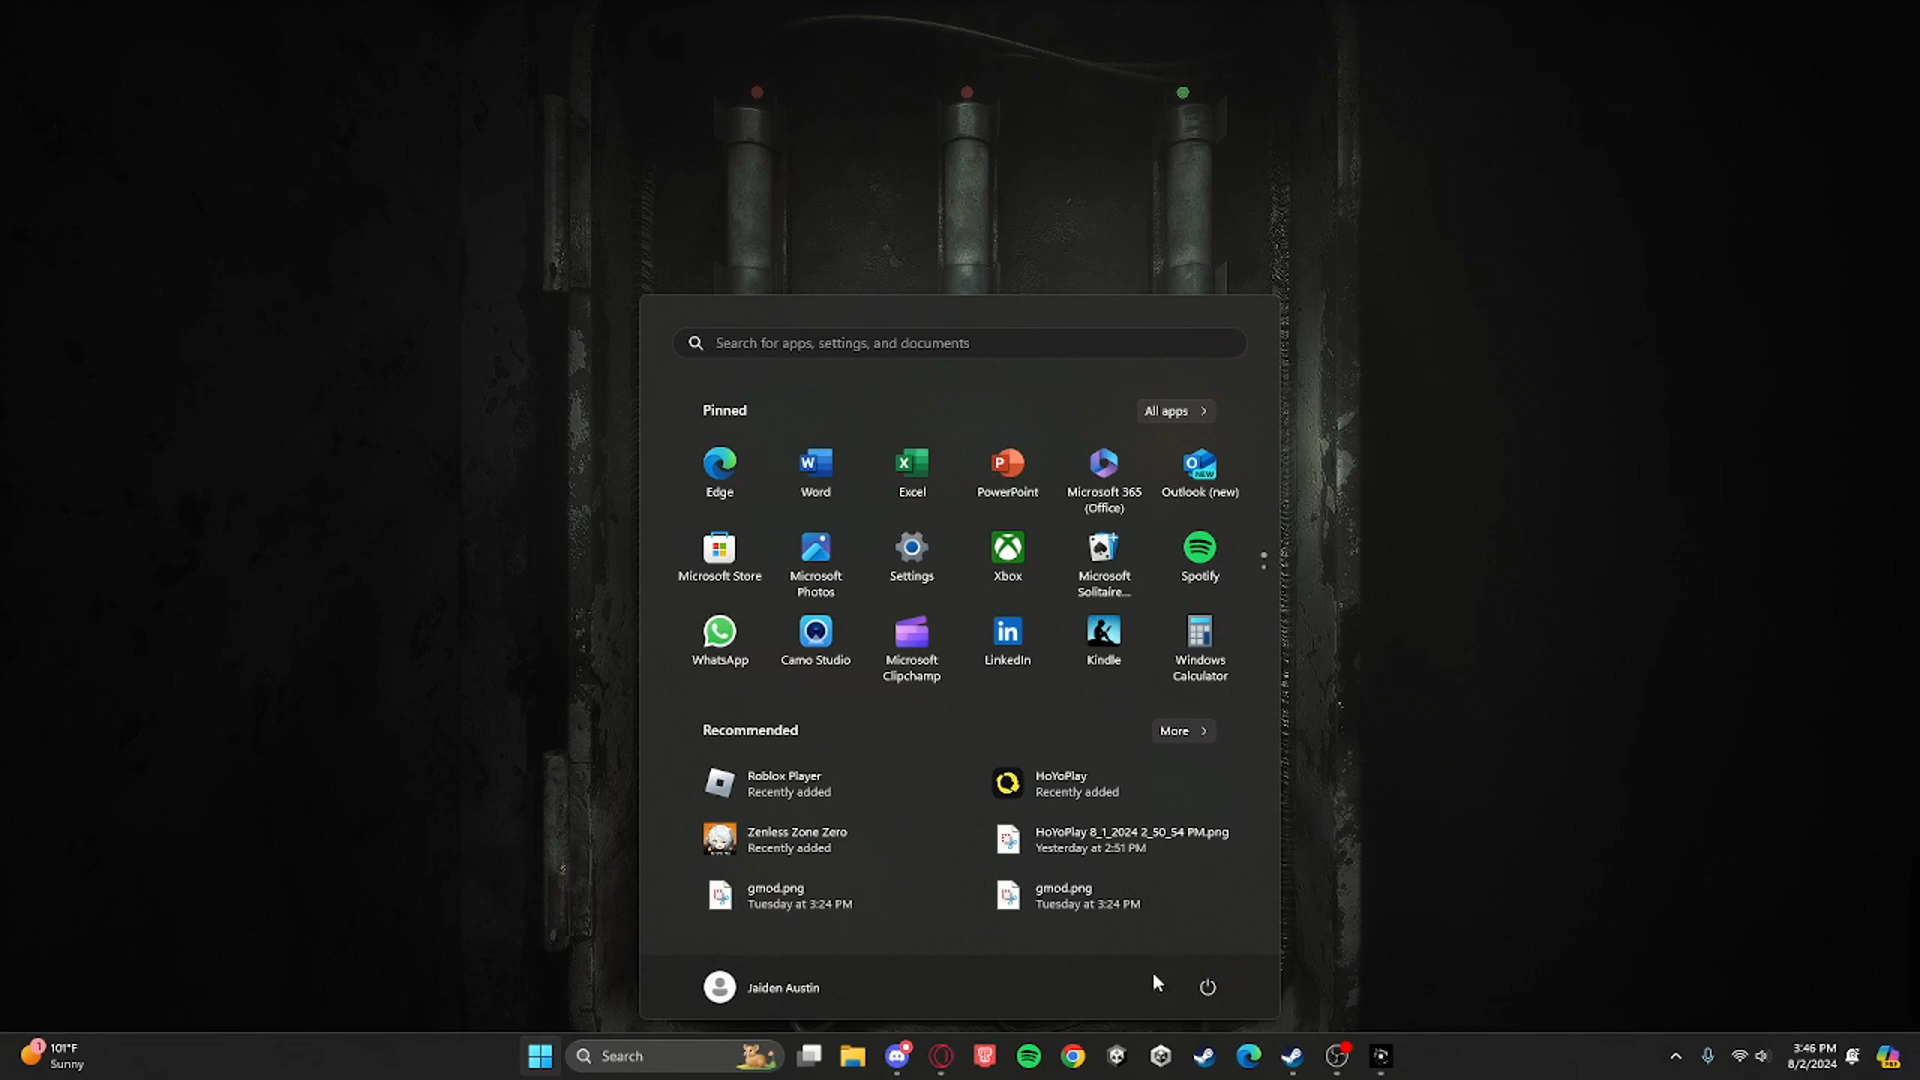 Search for apps, settings, and documents
Pinned
All apps
Edge
Word
Excel
PowerPoint
Microsoft 365
(Office)
Outlook (new)
Microsoft Store
Microsoft
Photos
Settings
Xbox
Microsoft
Solitaire...
Spotify
WhatsApp
Camo Studio
Microsoft
Clipchamp
LinkedIn
Kindle
Windows
Calculator
Recommended
More
Roblox Player
Recently added
HoYoPlay
Recently added
Zenless Zone Zero
Recently added
HoYoPlay 8_1_2024 2_50_54 PM.png
Yesterday at 2:51 PM
gmod.png
Tuesday at 3:24 PM
gmod.png
Tuesday at 3:24 PM
Jaiden Austin
1
101°F
Sunny
Search
3:46 PM
8/2/2024